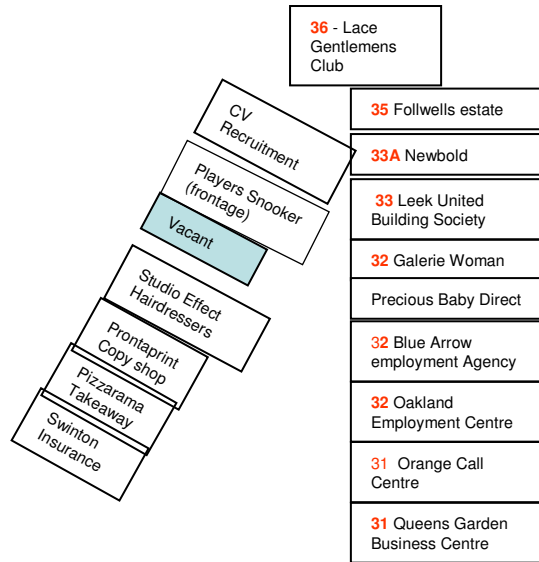 36 - Lace
Gentlemens
Club
CV
Recruitment
Players Snooker
(frontage)
Vacant
Studio Effect
Hairdressers
Prontaprint
Copy shop
Pizzarama
Takeaway
Swinton
Insurance
35 Follwells estate
33A Newbold
33 Leek United
Building Society
32 Galerie Woman
Precious Baby Direct
32 Blue Arrow
employment Agency
32 Oakland
Employment Centre
31 Orange Call
Centre
31 Queens Garden
Business Centre